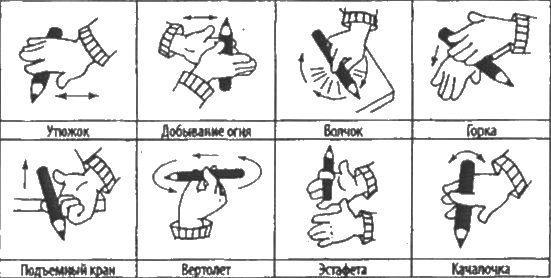 Утюжок
Добывание огня
Волчок
Горка
Подъемный кран
Вертолет
Эстафета
Качалочка